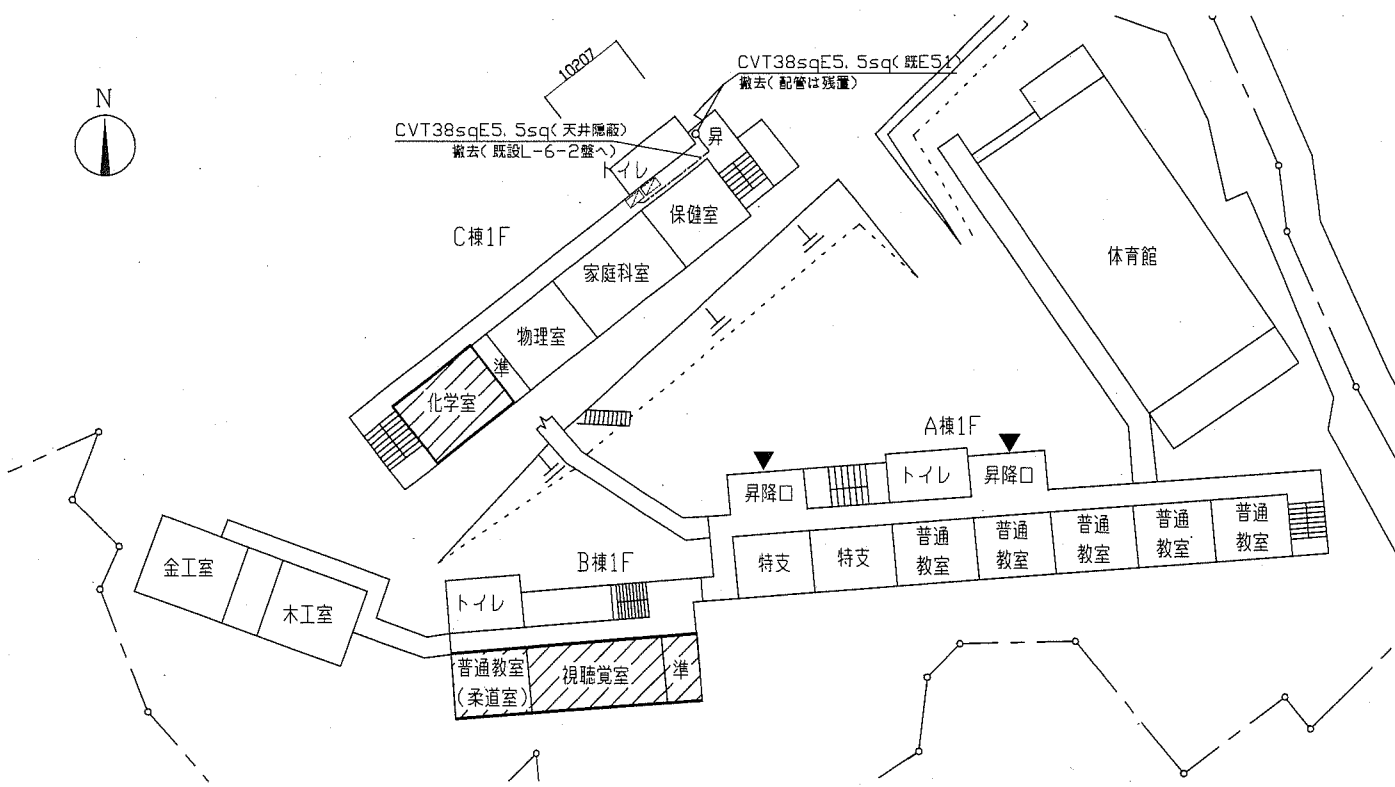 N
10207
CVT38sqE5. 5sq( 既E51)
撤去( 配管は残置)
CVT38sqE5. 5sq( 天井隠蔽)
撤去( 既設L-6-2盤へ)
昇
トイレ
保健室
C棟1F
家庭科室
物理室
準
化学室
体育館
A棟1F
昇降口
トイレ
昇降口
特支
特支
普通
教室
普通
教室
普通
教室
普通
教室
普通
教室
B棟1F
トイレ
金工室
木工室
普通教室
(柔道室)
視聴覚室
準